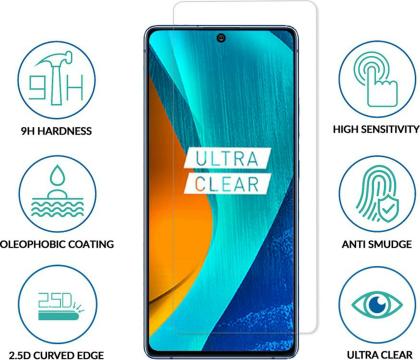 9H
9H HARDNESS
OLEOPHOBIC COATING
2.5D
2.5D CURVED EDGE
ULTRA
CLEAR
HIGH SENSITIVITY
ANTI SMUDGE
ULTRA CLEAR